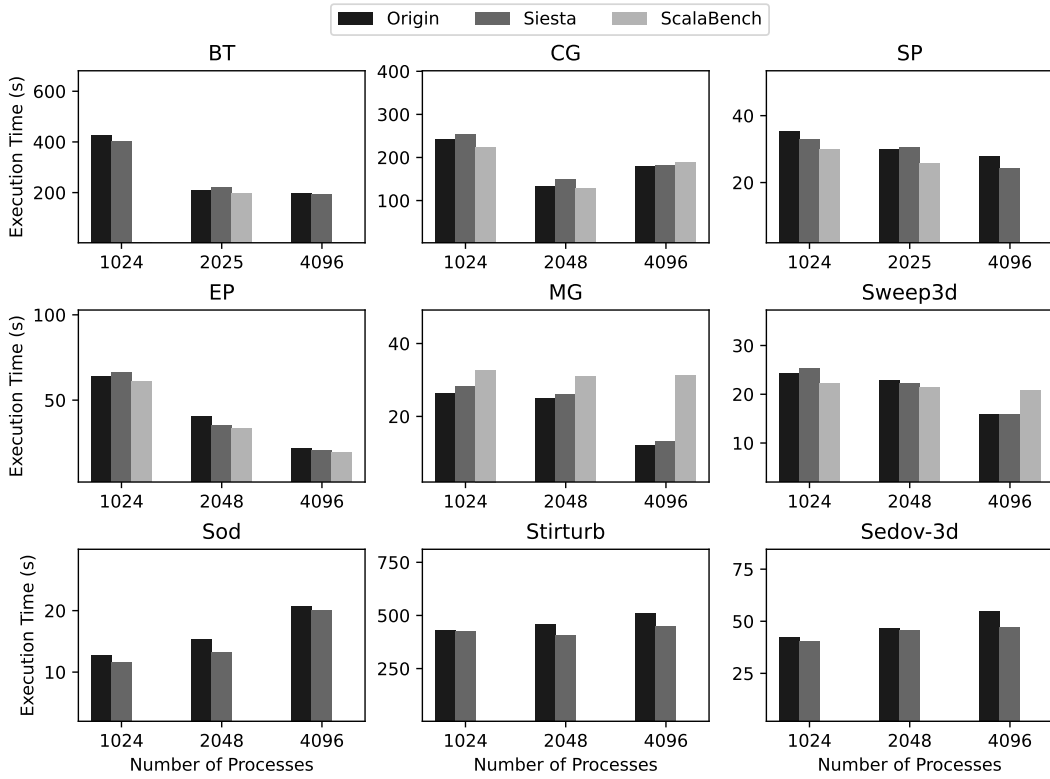 Origin Siesta ScalaBench
BT
Execution Time (s)
600
400
200
1024 2025 4096
CG
400
300
200
100
1024 2048 4096
SP
40
20
1024 2025 4096
EP
Execution Time (s)
100
50
1024 2048 4096
MG
40
20
1024 2048 4096
Sweep3d
30
20
10
1024 2048 4096
Sod
Execution Time (s)
20
10
1024 2048 4096
Number of Processes
Stirturb
750
500
250
1024 2048 4096
Number of Processes
Sedov-3d
75
50
25
1024 2048 4096
Number of Processes